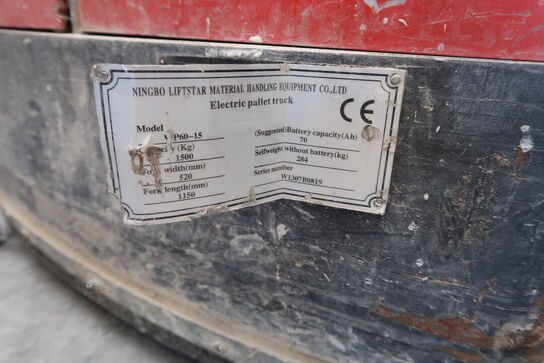 NINGBO LIFTSTAR MATERIAL HANDLING EQUIPMENT CO.,LTD
Electric pallet truck
CE
Model
P60-15
(Kg)
1500
width(mm)
520
Fork length(mm)
1150
(Suggested)Battery capacity(Ah)
70
Selfweight without battery(kg)
284
Series number
W1307B0819